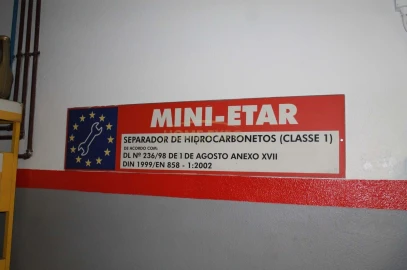 MINI-ETAR
SEPARADOR DE HIDROCARBONETOS (CLASSE 1)
DE ACORDO COM:
DL Nº 236/98 DE 1 DE AGOSTO ANEXO XVII
DIN 1999/EN 858 - 1:2002